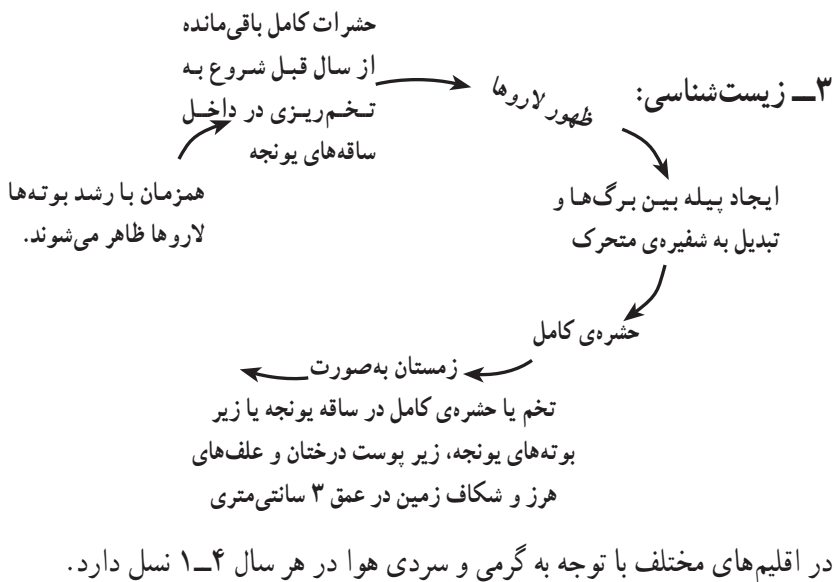 ۳ــ زیست‌شناسی:
حشرات کامل باقی‌مانده
از سال قبل شروع به
تخم‌ریزی در داخل
ساقه‌های یونجه
ظهور لاروها
ایجاد پیله بین برگ‌ها و
تبدیل به شفیره‌ی متحرک
حشره‌ی کامل
زمستان به‌صورت
تخم یا حشره‌ی کامل در ساقه یونجه یا زیر
بوته‌های یونجه، زیر پوست درختان و علف‌های
هرز و شکاف زمین در عمق ۳ سانتی‌متری
همزمان با رشد بوته‌ها
لاروها ظاهر می‌شوند.
در اقلیم‌های مختلف با توجه به گرمی و سردی هوا در هر سال ۴ــ۱ نسل دارد.